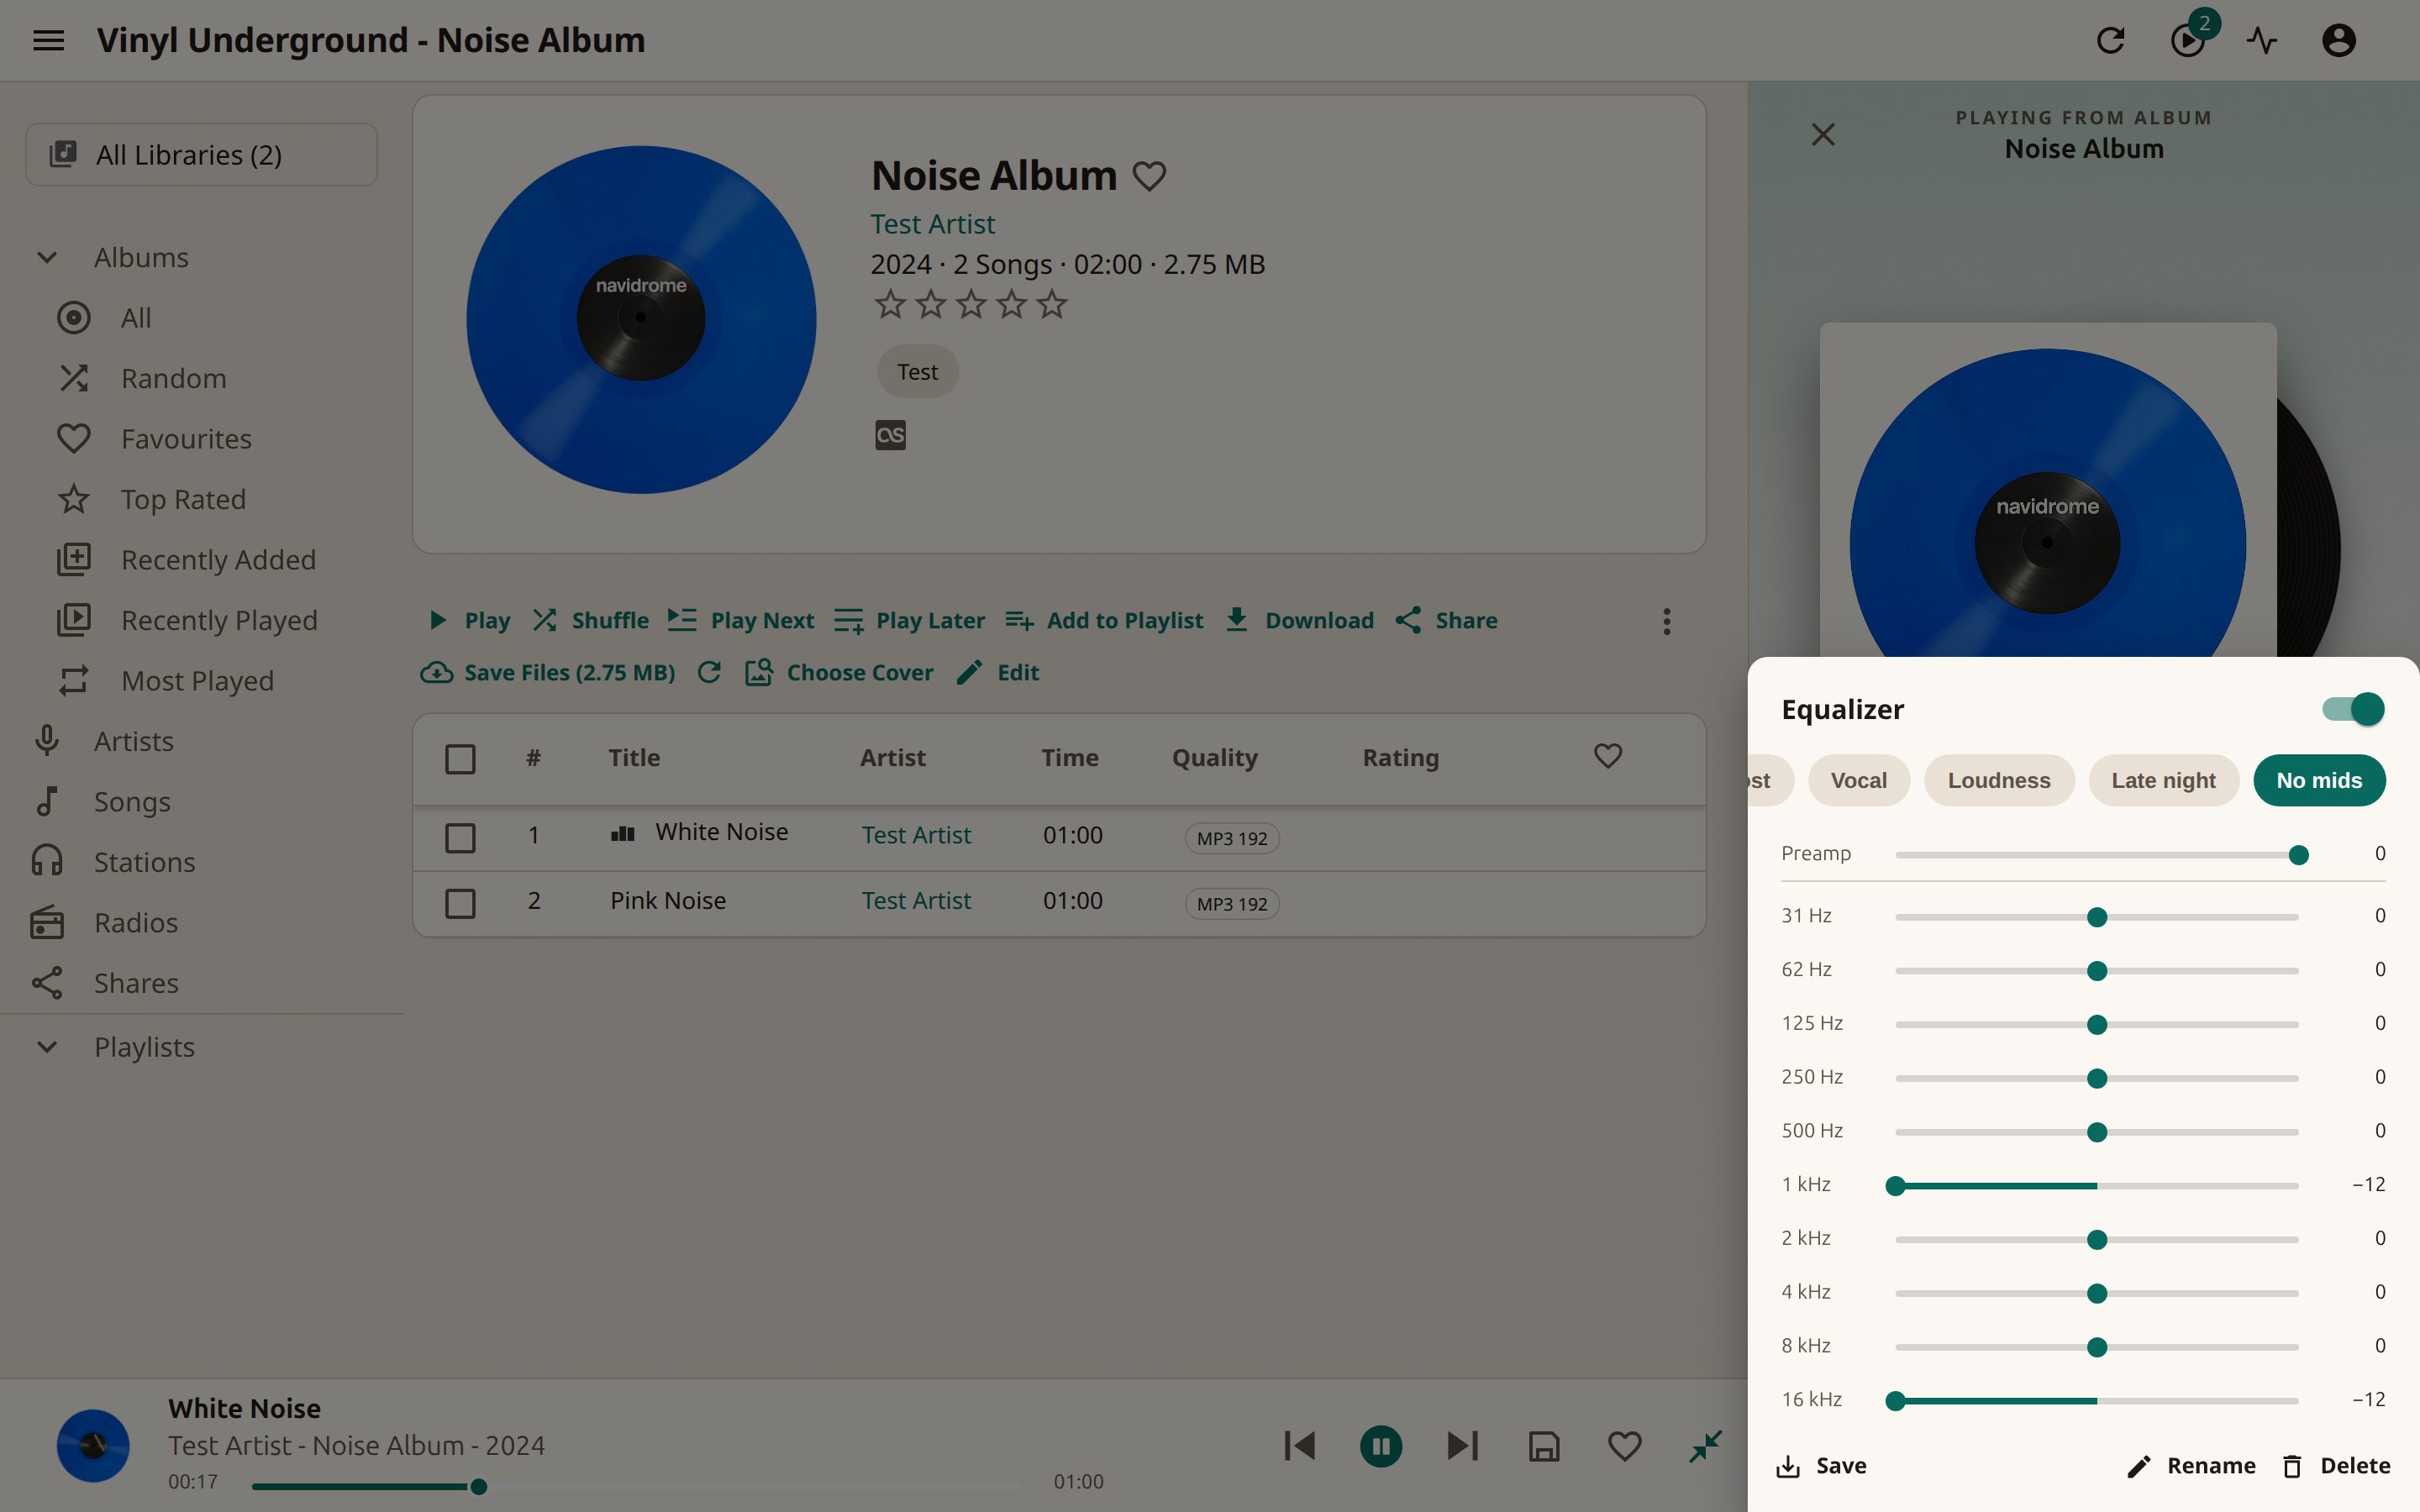 Vinyl Underground - Noise Album
2
All Libraries (2)
Albums
All
Random
Favourites
Top Rated
Recently Added
Recently Played
Most Played
Artists
Songs
Stations
Radios
Shares
Playlists
navidrome
Noise Album
Test Artist
2024 · 2 Songs · 02:00 · 2.75 MB
Test
Play Shuffle Play Next Play Later Add to Playlist Download Share
Save Files (2.75 MB) Choose Cover Edit
# Title Artist Time Quality Rating
1 White Noise Test Artist 01:00 MP3 192
2 Pink Noise Test Artist 01:00 MP3 192
PLAYING FROM ALBUM
Noise Album
navidrome
Equalizer
Vocal Loudness Late night No mids
Preamp 0
31 Hz 0
62 Hz 0
125 Hz 0
250 Hz 0
500 Hz 0
1 kHz −12
2 kHz 0
4 kHz 0
8 kHz 0
16 kHz −12
Save Rename Delete
White Noise
Test Artist - Noise Album - 2024
00:17 01:00